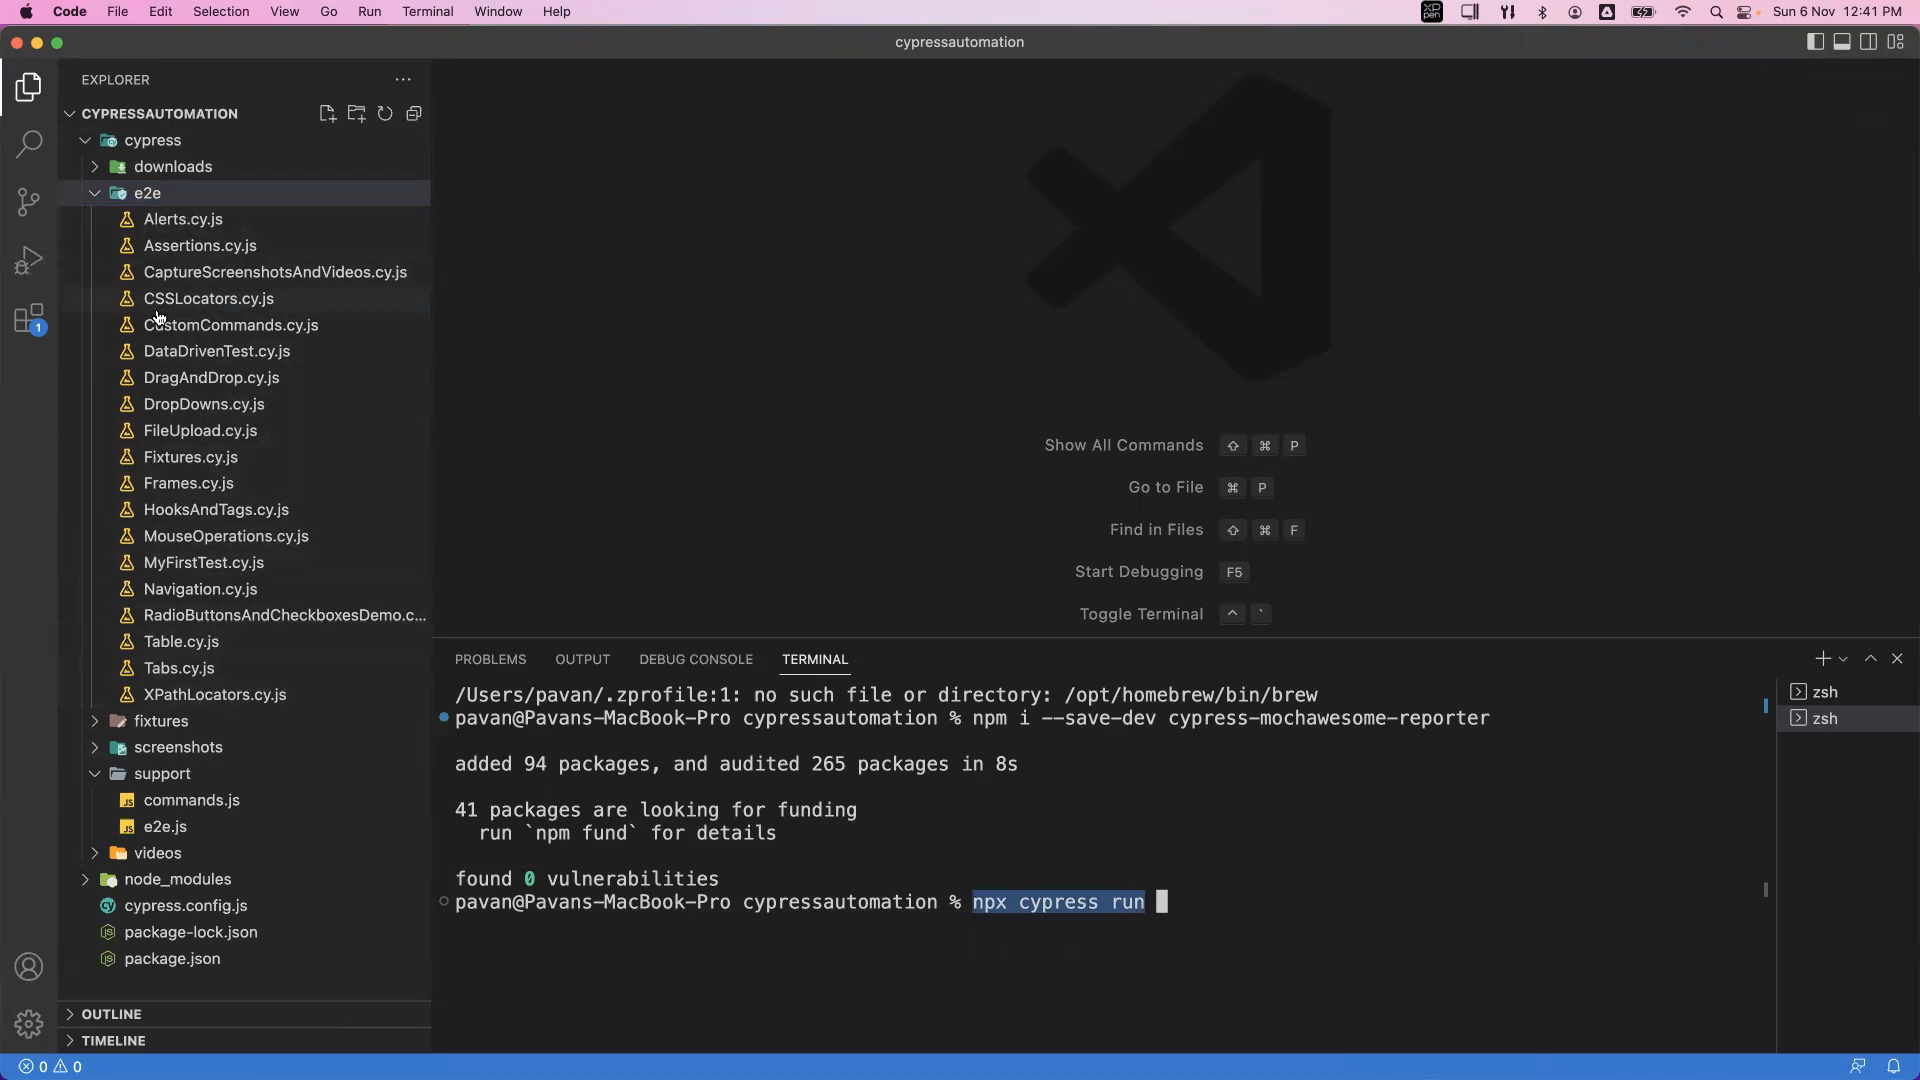 Code File Edit Selection View Go Run Terminal Window Help
XP PEN
Sun 6 Nov 12:41 PM
cypressautomation
EXPLORER
CYPRESSAUTOMATION
cypress
downloads
e2e
Alerts.cy.js
Assertions.cy.js
CaptureScreenshotsAndVideos.cy.js
CSSLocators.cy.js
CustomCommands.cy.js
DataDrivenTest.cy.js
DragAndDrop.cy.js
DropDowns.cy.js
FileUpload.cy.js
Fixtures.cy.js
Frames.cy.js
HooksAndTags.cy.js
MouseOperations.cy.js
MyFirstTest.cy.js
Navigation.cy.js
RadioButtonsAndCheckboxesDemo.c...
Table.cy.js
Tabs.cy.js
XPathLocators.cy.js
fixtures
screenshots
support
commands.js
e2e.js
videos
node_modules
cypress.config.js
package-lock.json
package.json
OUTLINE
TIMELINE
1
Show All Commands ⇧ ⌘ P
Go to File ⌘ P
Find in Files ⇧ ⌘ F
Start Debugging F5
Toggle Terminal ^ `
PROBLEMS OUTPUT DEBUG CONSOLE TERMINAL
/Users/pavan/.zprofile:1: no such file or directory: /opt/homebrew/bin/brew
pavan@Pavans-MacBook-Pro cypressautomation % npm i --save-dev cypress-mochawesome-reporter
added 94 packages, and audited 265 packages in 8s
41 packages are looking for funding
run `npm fund` for details
found 0 vulnerabilities
pavan@Pavans-MacBook-Pro cypressautomation % npx cypress run
zsh
zsh
0 0